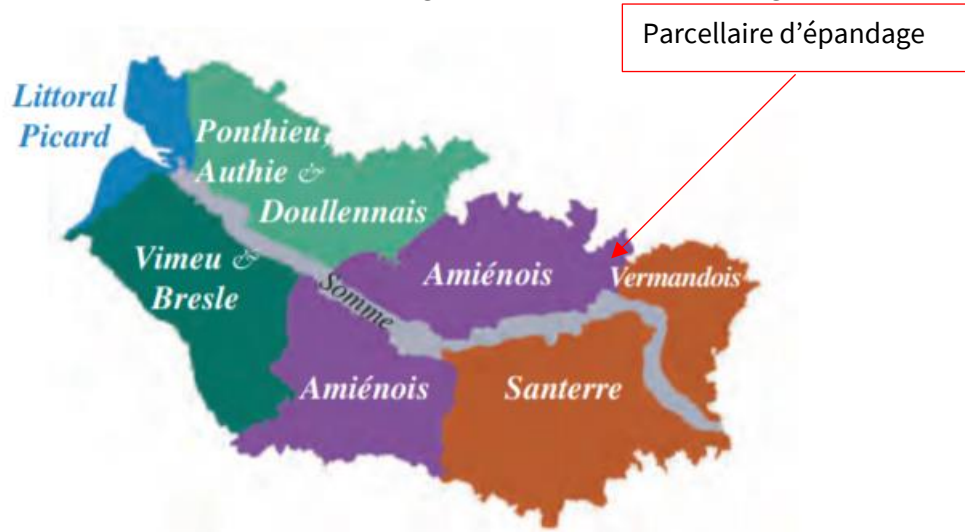 Parcellaire d’épandage
Littoral
Picard
Ponthieu,
Authie &
Doullennais
Vimeu &
Bresle
Somme
Amiénois
Vermandois
Amiénois
Santerre